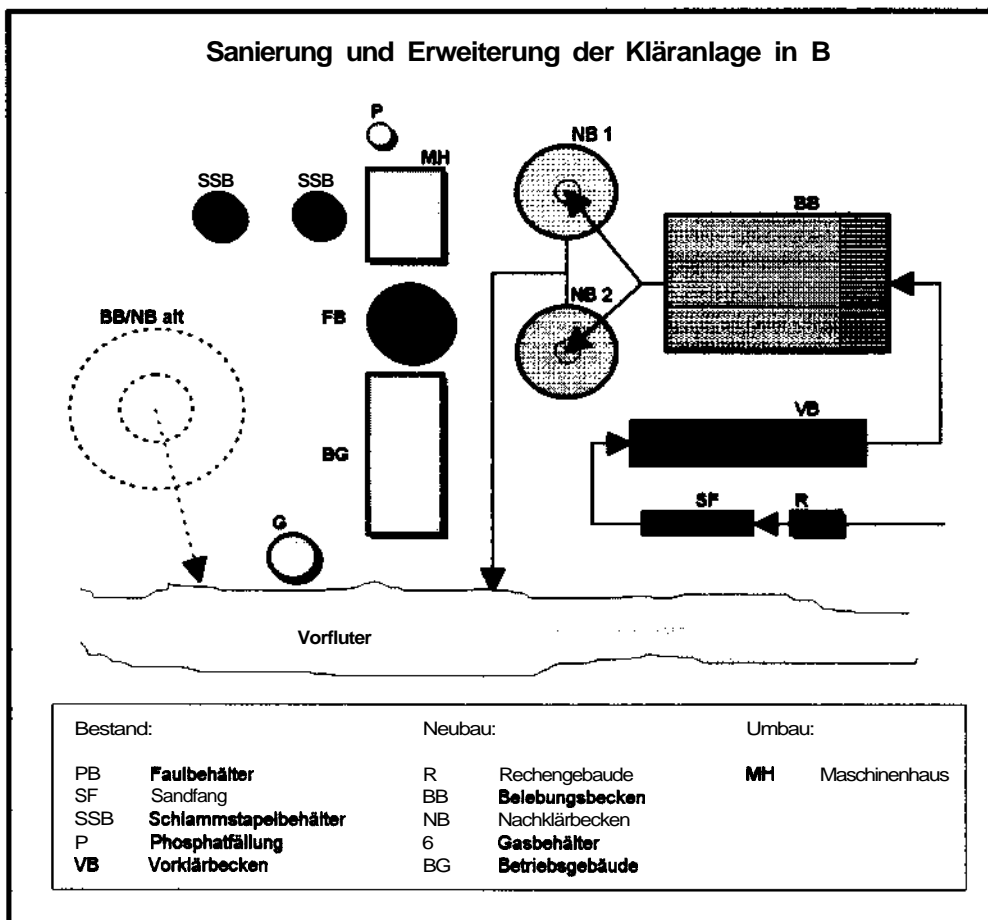 Sanierung und Erweiterung der Kläranlage in B
P
NB 1
MH
SSB
SSB
BB
NB 2
FB
BB/NB alt
VB
BG
SF
R
G
Vorfluter
Bestand: Neubau: Umbau:
PB Faulbehälter R Rechengebaude MH Maschinenhaus
SF Sandfang BB Belebungsbecken
SSB Schlammstapelbehälter NB Nachklärbecken
P Phosphatfällung 6 Gasbehälter
VB Vorklärbecken BG Betriebsgebäude